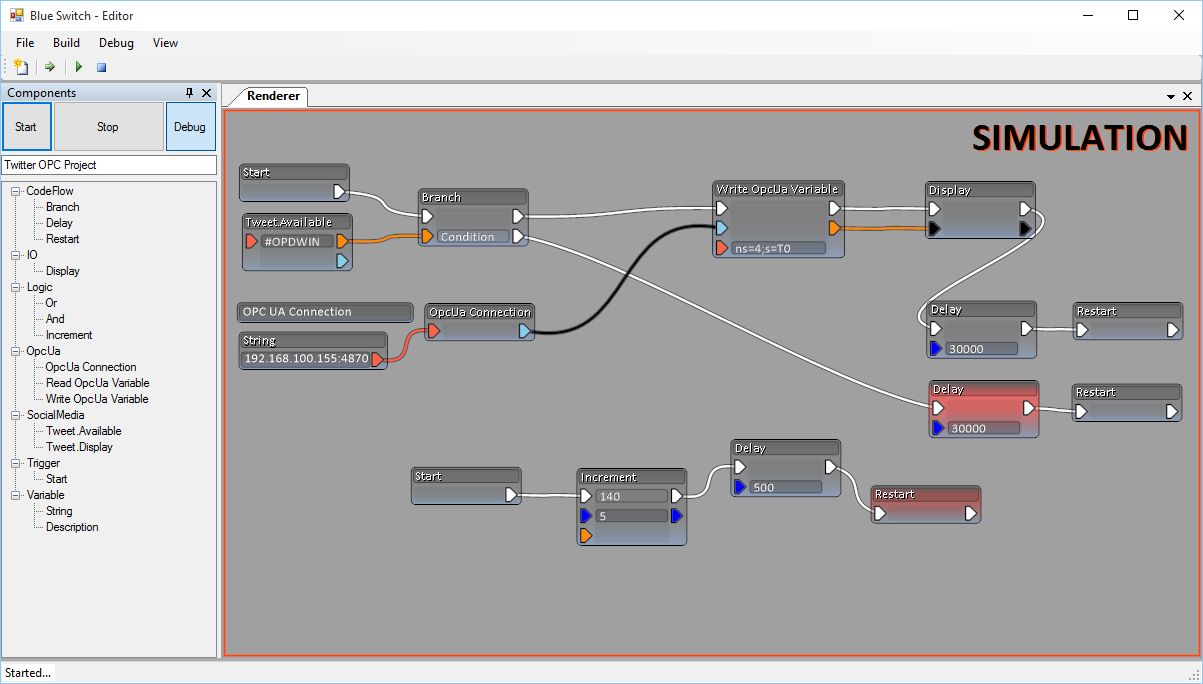 Blue Switch - Editor
File Build Debug View
Components
Start Stop Debug
Twitter OPC Project
CodeFlow
Branch
Delay
Restart
IO
Display
Logic
Or
And
Increment
OpcUa
OpcUa Connection
Read OpcUa Variable
Write OpcUa Variable
SocialMedia
Tweet.Available
Tweet.Display
Trigger
Start
Variable
String
Description
Renderer
SIMULATION
Start
Tweet.Available
#OPDWIN
Branch
Condition
Write OpcUa Variable
ns=4;s=T0
Display
OPC UA Connection
String
192.168.100.155:4870
OpcUa Connection
Delay
30000
Restart
Delay
30000
Restart
Start
Increment
140
5
Delay
500
Restart
Started...